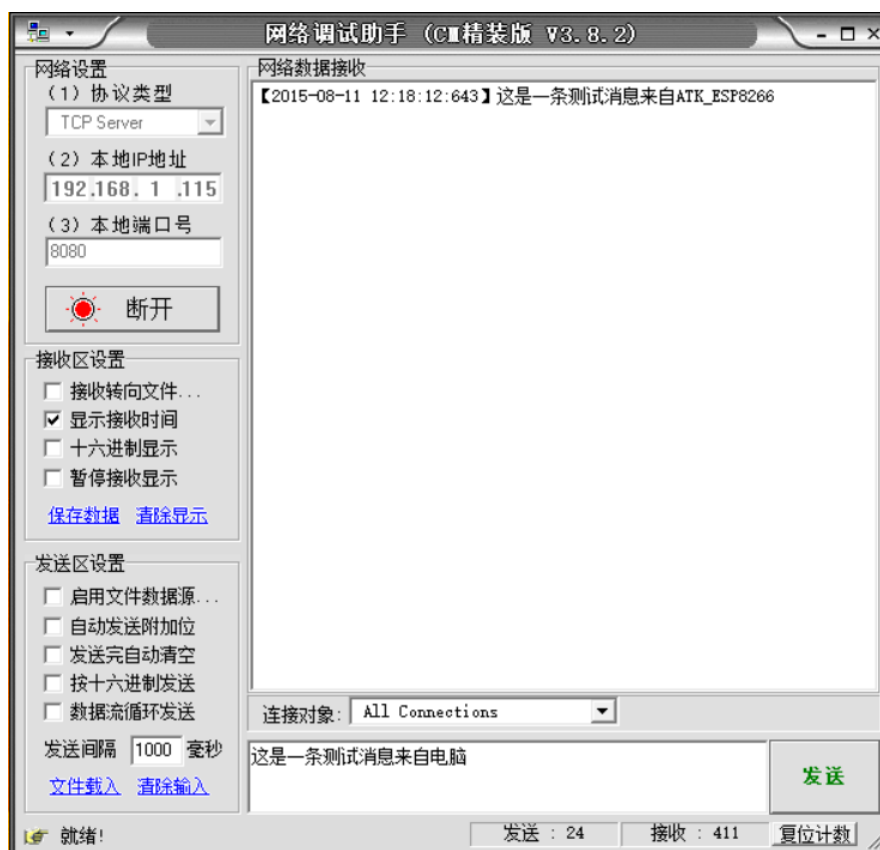 网络调试助手 (CⅢ精装版 V3.8.2)
网络设置
(1) 协议类型
TCP Server
(2) 本地IP地址
192.168. 1 .115
(3) 本地端口号
8080
断开
接收区设置
接收转向文件...
显示接收时间
十六进制显示
暂停接收显示
保存数据 清除显示
发送区设置
启用文件数据源...
自动发送附加位
发送完自动清空
按十六进制发送
数据流循环发送
发送间隔 1000 毫秒
文件载入 清除输入
网络数据接收
【2015-08-11 12:18:12:643】这是一条测试消息来自ATK_ESP8266
连接对象: All Connections
这是一条测试消息来自电脑
发送
就绪!
发送 : 24
接收 : 411
复位计数